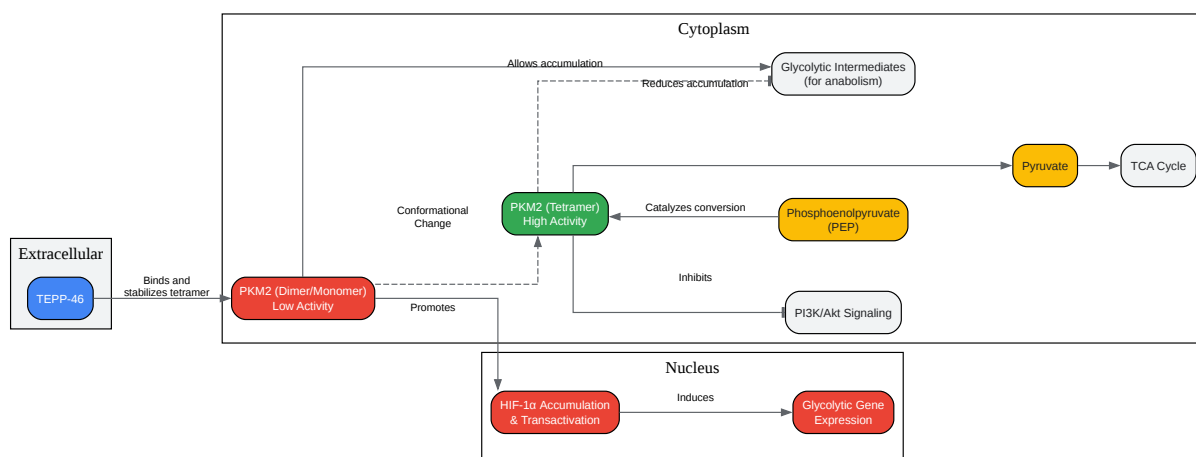 Cytoplasm
Allows accumulation
Glycolytic Intermediates
(for anabolism)
Reduces accumulation
Pyruvate
TCA Cycle
PKM2 (Tetramer)
High Activity
Conformational
Change
Catalyzes conversion
Phosphoenolpyruvate
(PEP)
Extracellular
TEPP-46
Binds and
stabilizes tetramer
PKM2 (Dimer/Monomer)
Low Activity
Promotes
Inhibits
PI3K/Akt Signaling
Nucleus
HIF-1α Accumulation
& Transactivation
Induces
Glycolytic Gene
Expression